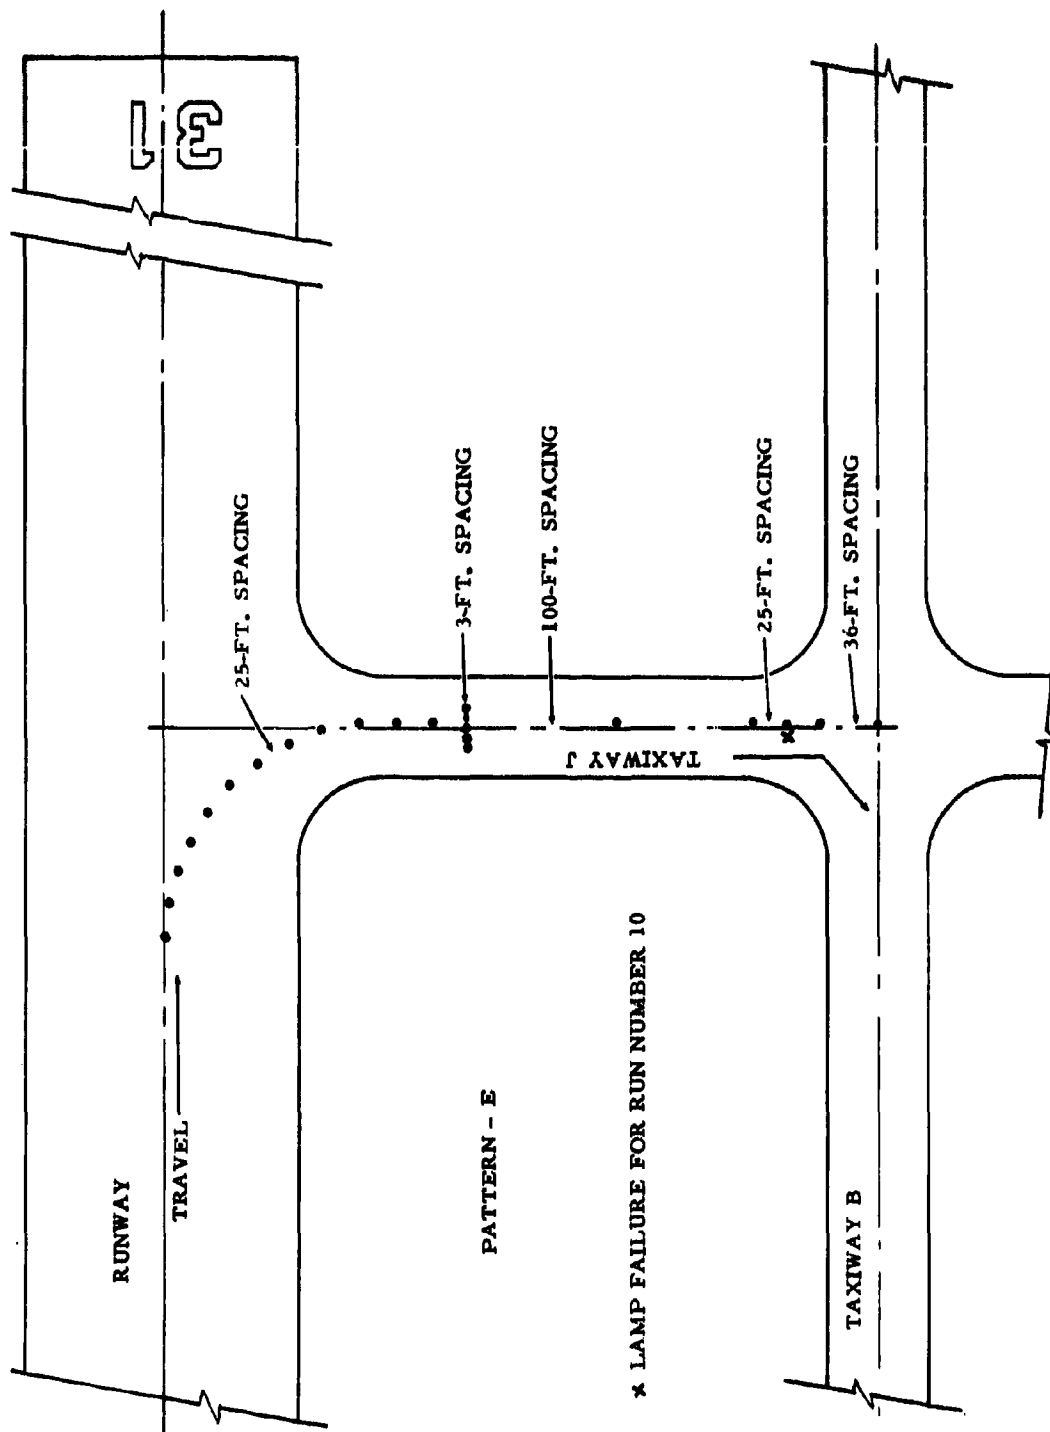 31
RUNWAY
TRAVEL
25-FT. SPACING
3-FT. SPACING
100-FT. SPACING
25-FT. SPACING
36-FT. SPACING
TAXIWAY J
PATTERN - E
x LAMP FAILURE FOR RUN NUMBER 10
TAXIWAY B